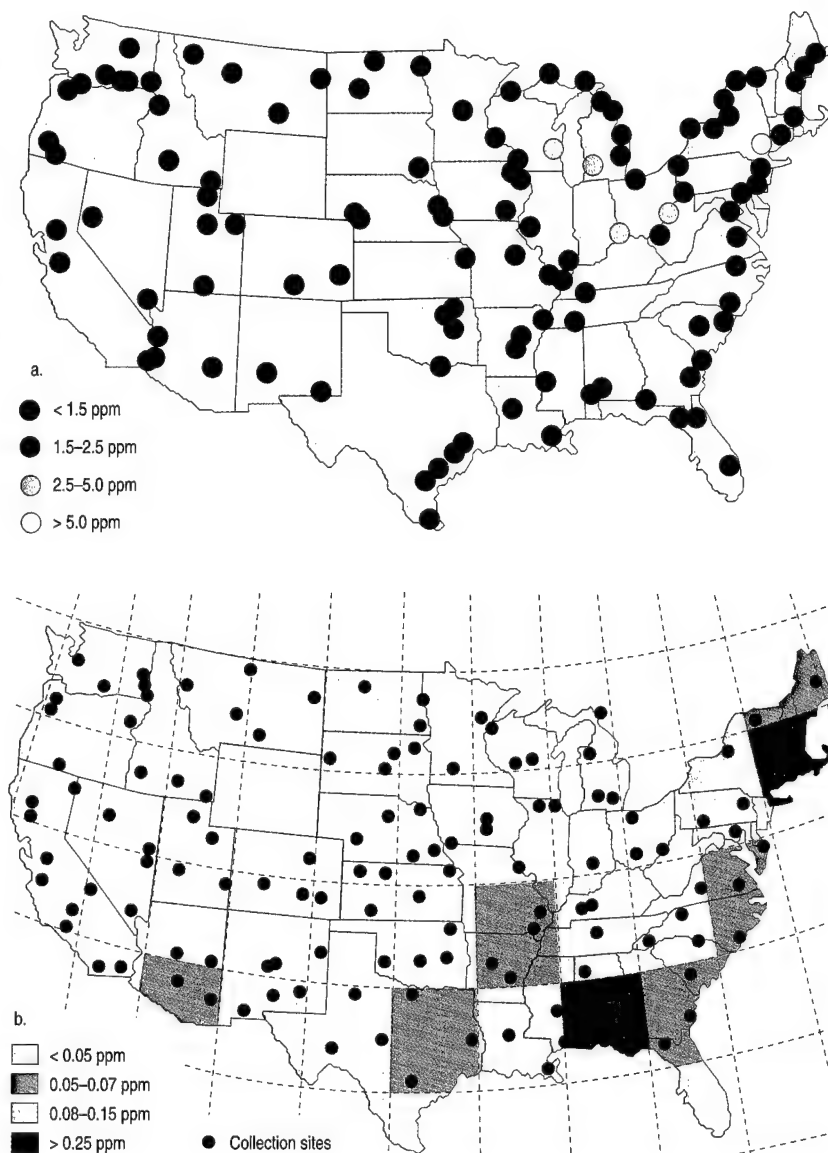 a.
< 1.5 ppm
1.5–2.5 ppm
2.5–5.0 ppm
> 5.0 ppm
b.
< 0.05 ppm
0.05–0.07 ppm
0.08–0.15 ppm
> 0.25 ppm
Collection sites